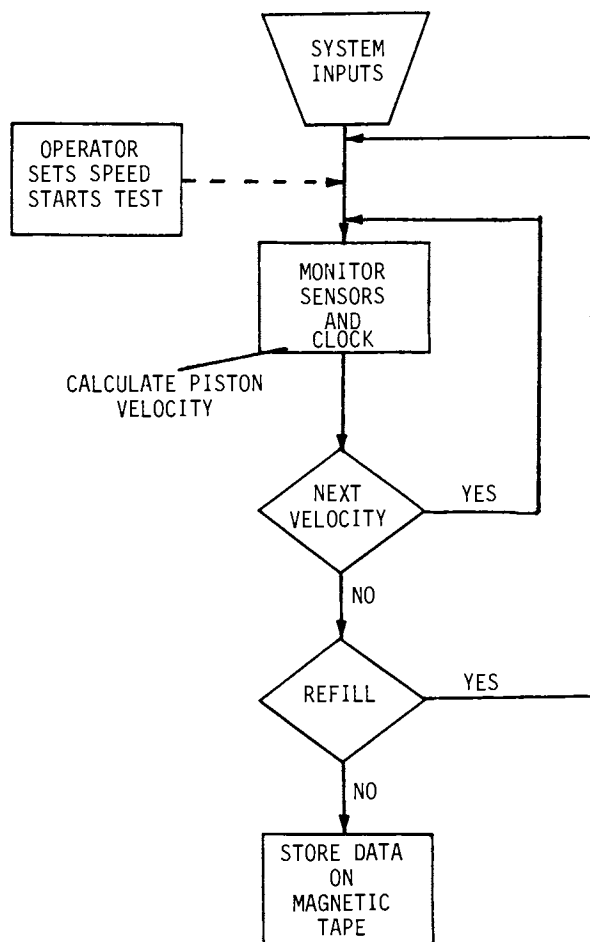 SYSTEM
INPUTS
OPERATOR
SETS SPEED
STARTS TEST
MONITOR
SENSORS
AND
CLOCK
CALCULATE PISTON
VELOCITY
NEXT
VELOCITY
YES
NO
REFILL
YES
NO
STORE DATA
ON
MAGNETIC
TAPE